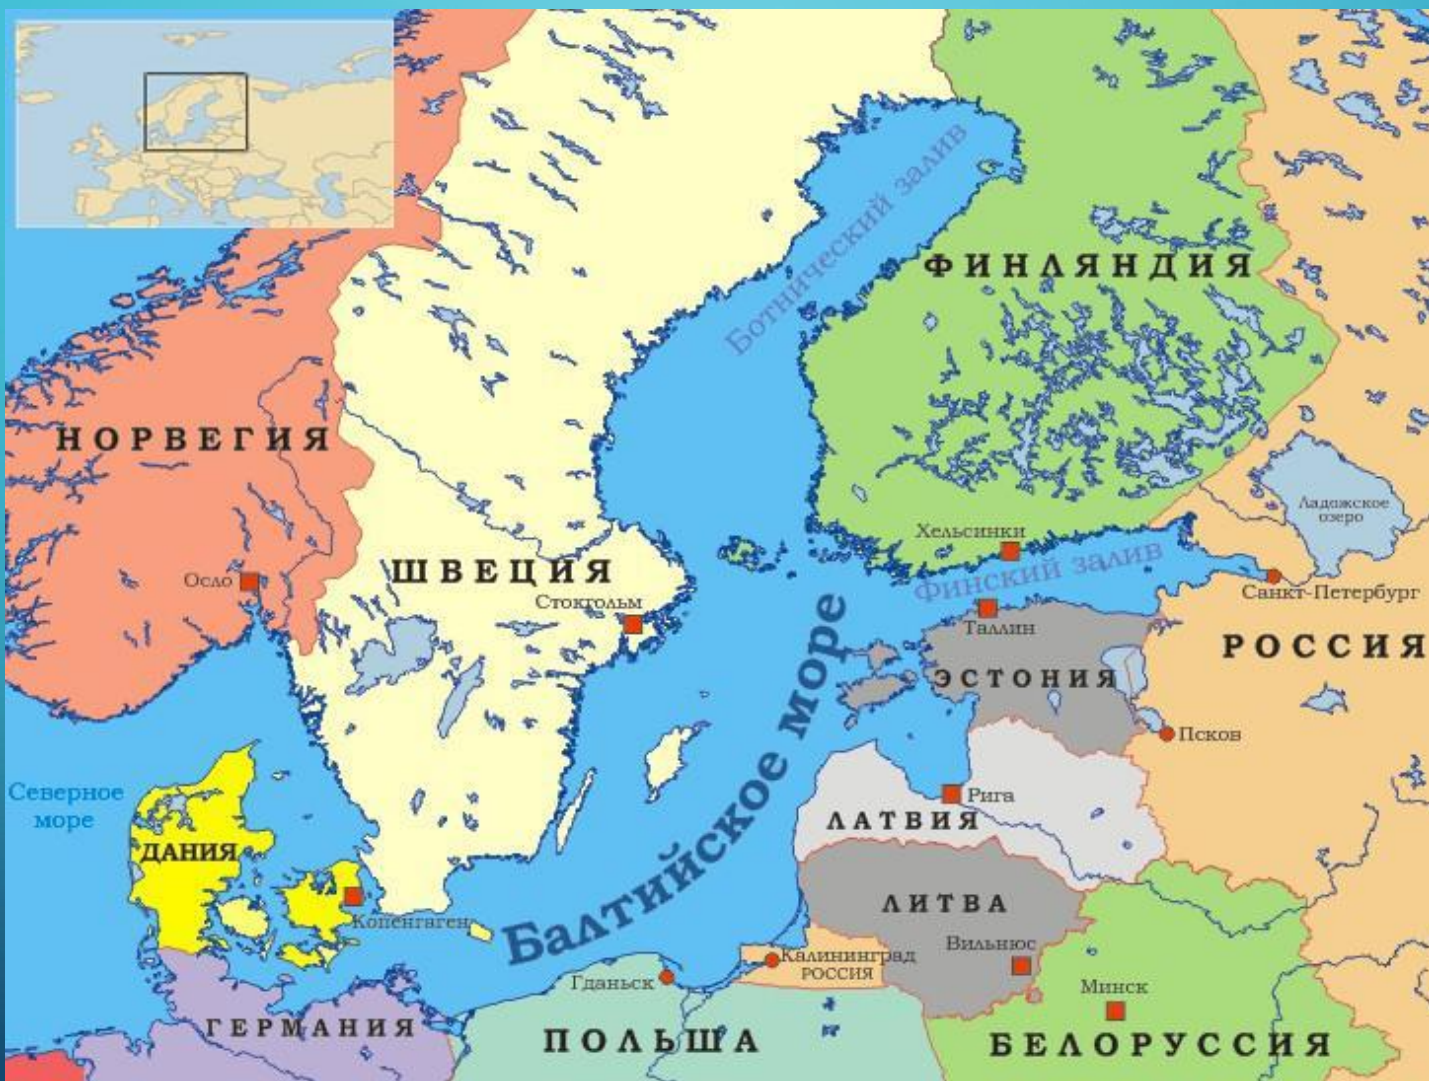 Ботнический залив
ФИНЛЯНДИЯ
НОРВЕГИЯ
Ладожское
озеро
Хельсинки
ШВЕЦИЯ
Финский залив
Осло
Санкт-Петербург
Стокгольм
Таллин
РОССИЯ
ЭСТОНИЯ
Псков
Балтийское море
Северное
море
Рига
ЛАТВИЯ
ДАНИЯ
ЛИТВА
Копенгаген
Вильнюс
Калининград
РОССИЯ
Гданьск
Минск
ГЕРМАНИЯ
ПОЛЬША
БЕЛОРУССИЯ